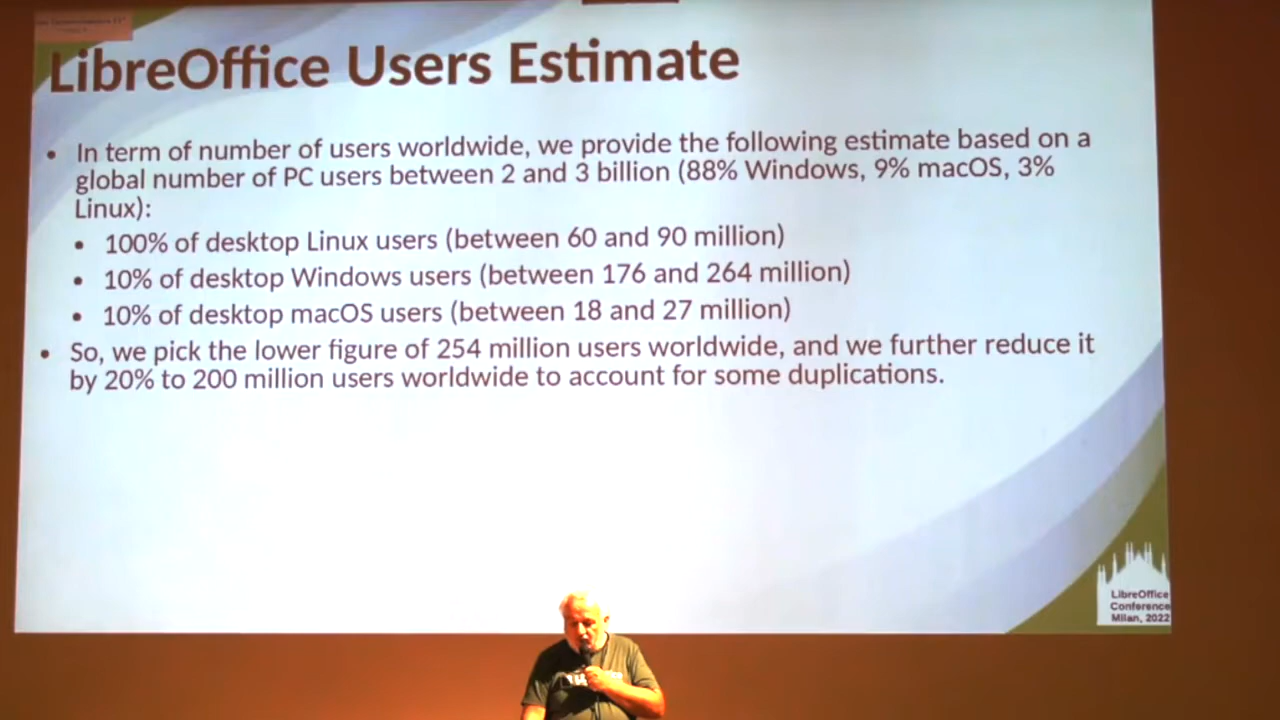 LibreOffice Users Estimate
• In term of number of users worldwide, we provide the following estimate based on a
global number of PC users between 2 and 3 billion (88% Windows, 9% macOS, 3%
Linux):
• 100% of desktop Linux users (between 60 and 90 million)
• 10% of desktop Windows users (between 176 and 264 million)
• 10% of desktop macOS users (between 18 and 27 million)
• So, we pick the lower figure of 254 million users worldwide, and we further reduce it
by 20% to 200 million users worldwide to account for some duplications.
LibreOffice
Conference
Milan, 2022